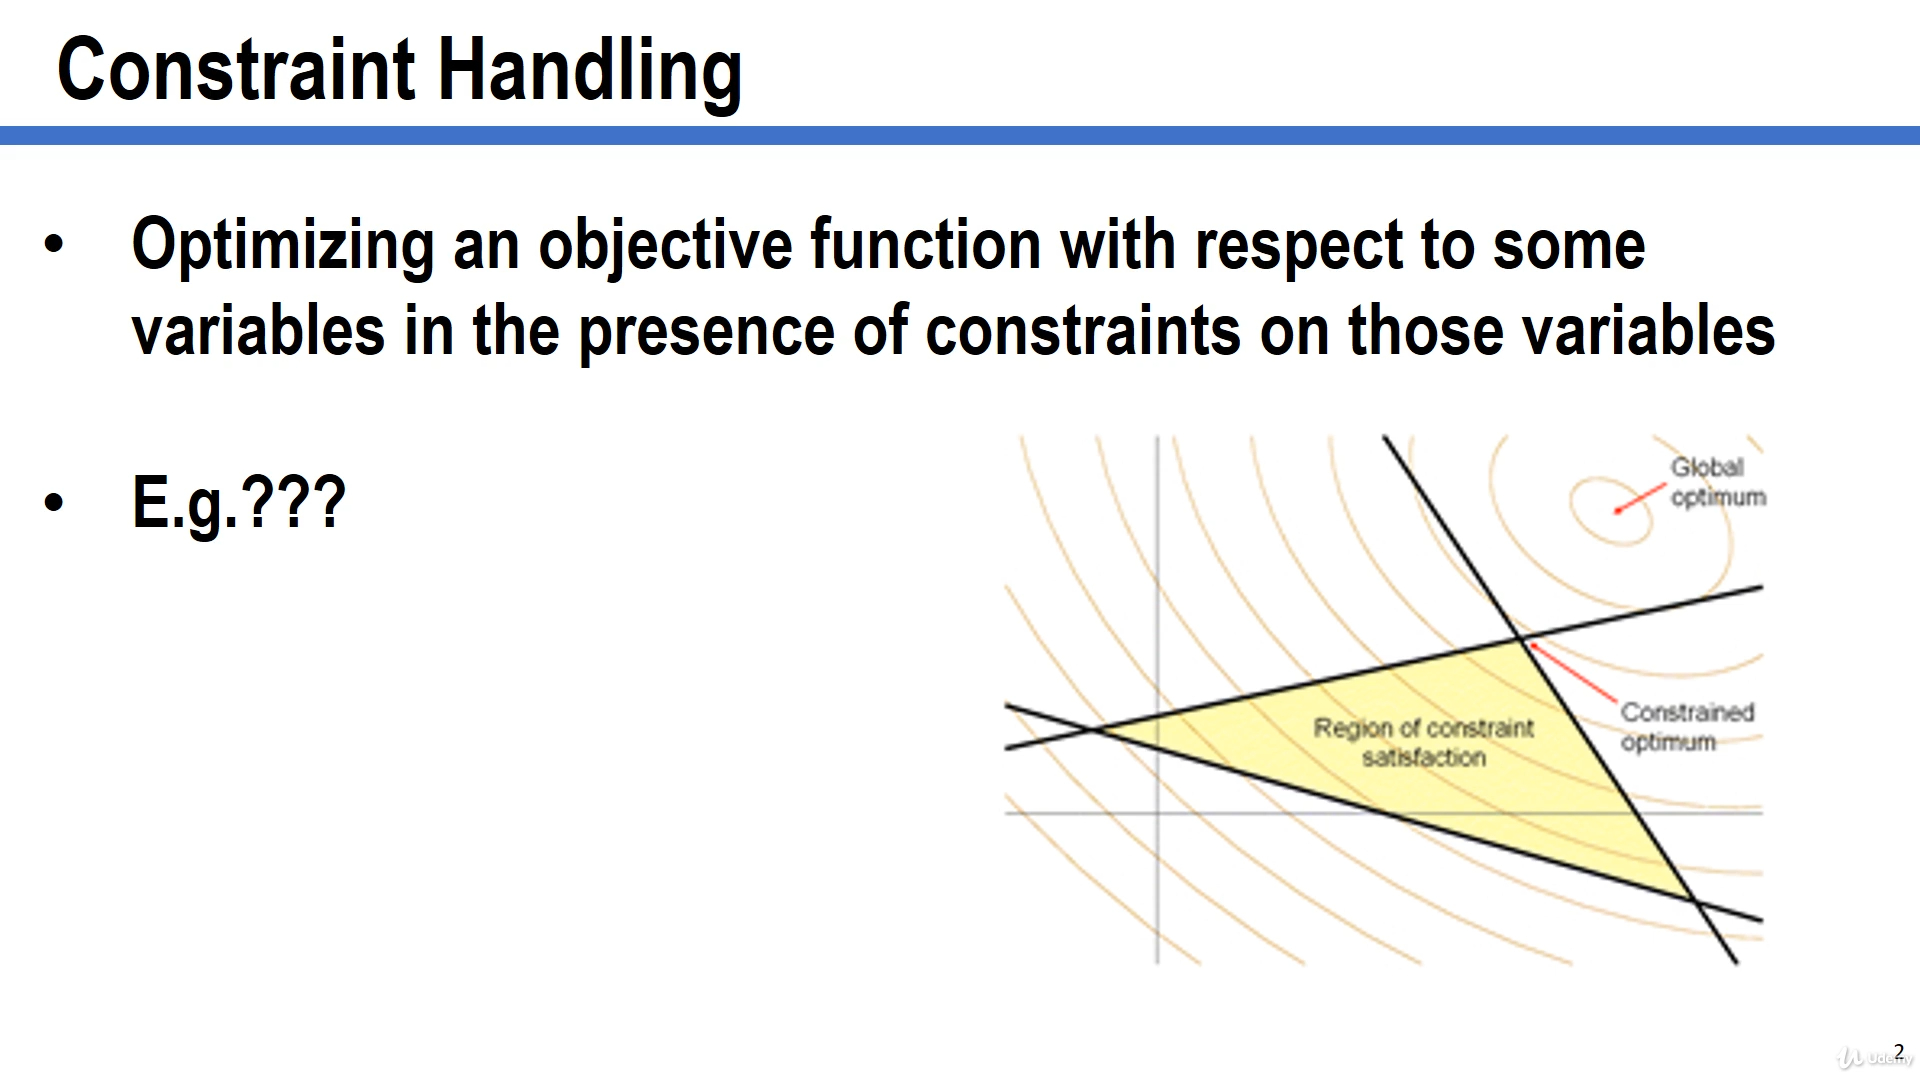 Constraint Handling
• Optimizing an objective function with respect to some
variables in the presence of constraints on those variables
• E.g.???
Global
optimum
Region of constraint
satisfaction
Constrained
optimum
2
Udemy